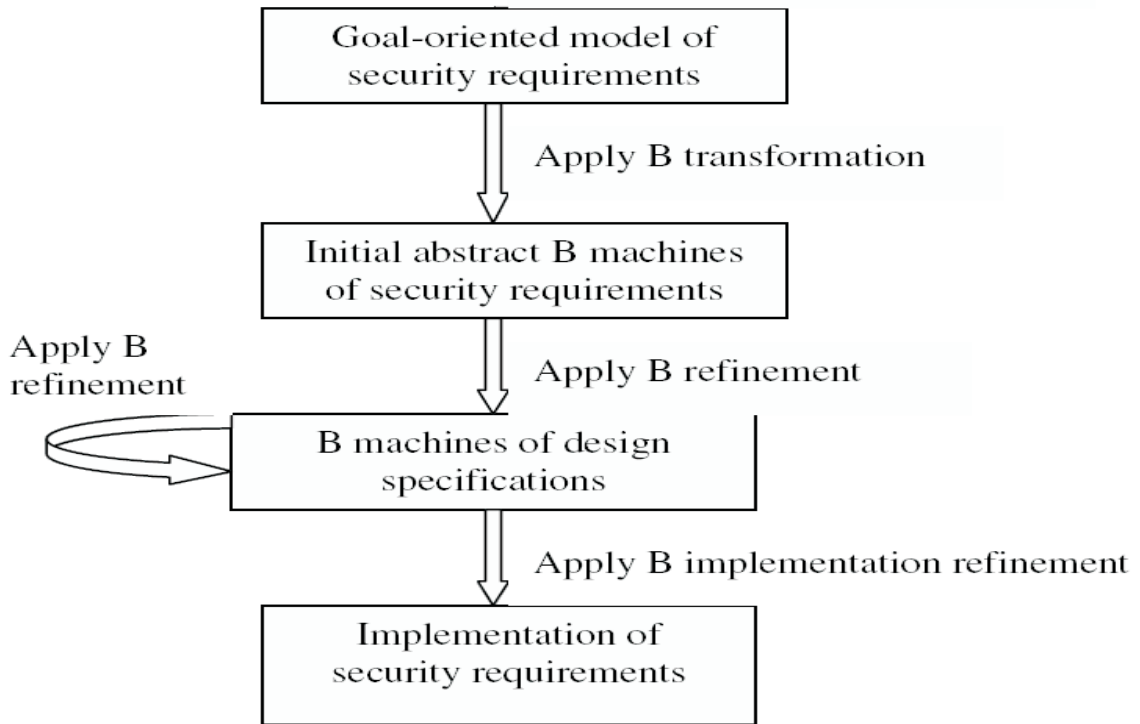 Goal-oriented model of
security requirements
Apply B transformation
Initial abstract B machines
of security requirements
Apply B
refinement
Apply B refinement
B machines of design
specifications
Apply B implementation refinement
Implementation of
security requirements